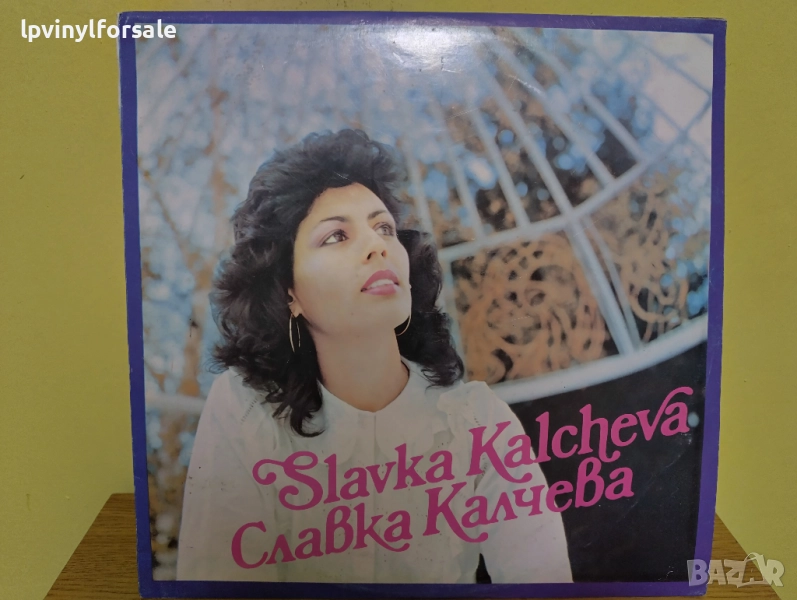 lpvinylforsale
Slavka Kalcheva
Славка Калчева
BAZAR